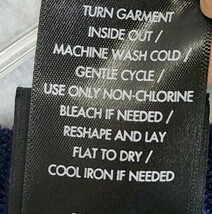 TURN GARMENT
INSIDE OUT /
MACHINE WASH COLD /
GENTLE CYCLE /
USE ONLY NON-CHLORINE
BLEACH IF NEEDED /
RESHAPE AND LAY
FLAT TO DRY /
COOL IRON IF NEEDED